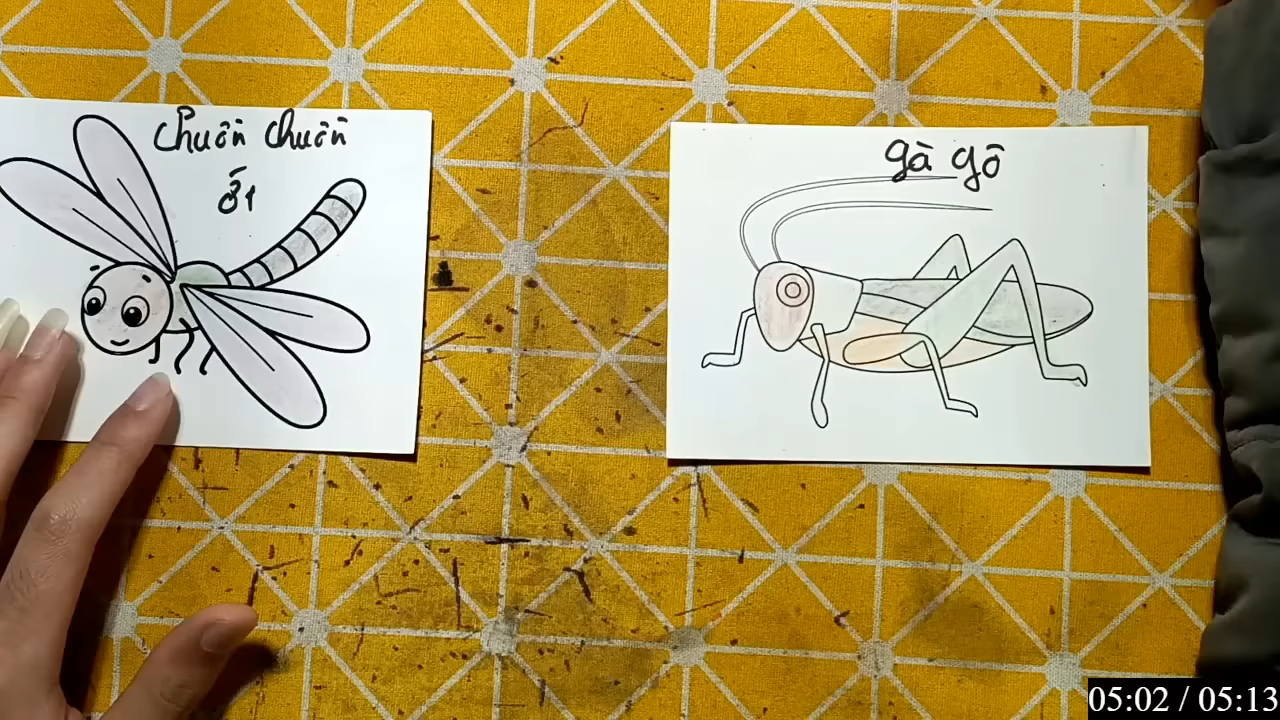 chuồn chuồn
ớt
gà gô
05:02 / 05:13